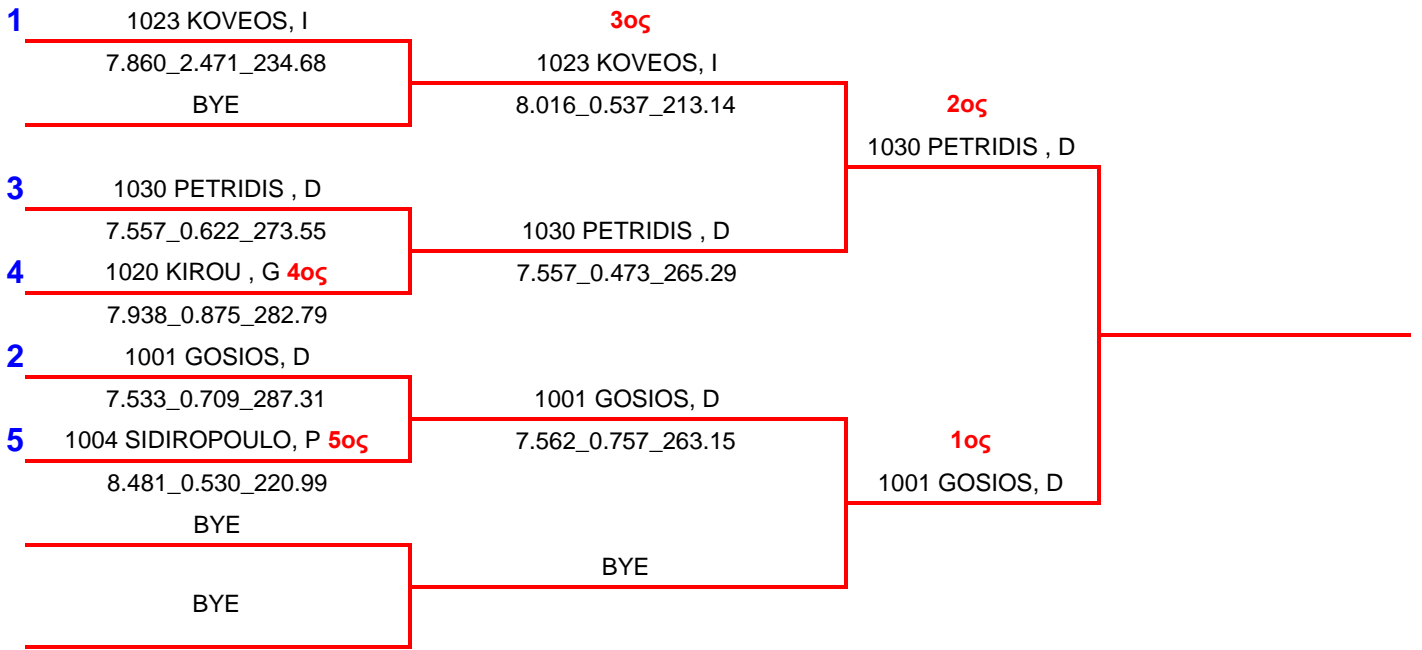 1 1023 KOVEOS, I 3ος
7.860_2.471_234.68 1023 KOVEOS, I
BYE 8.016_0.537_213.14 2ος
1030 PETRIDIS , D
3 1030 PETRIDIS , D
7.557_0.622_273.55 1030 PETRIDIS , D
4 1020 KIROU , G 4ος 7.557_0.473_265.29
7.938_0.875_282.79
2 1001 GOSIOS, D
7.533_0.709_287.31 1001 GOSIOS, D
5 1004 SIDIROPOULO, P 5ος 7.562_0.757_263.15 1ος
8.481_0.530_220.99 1001 GOSIOS, D
BYE
BYE
BYE